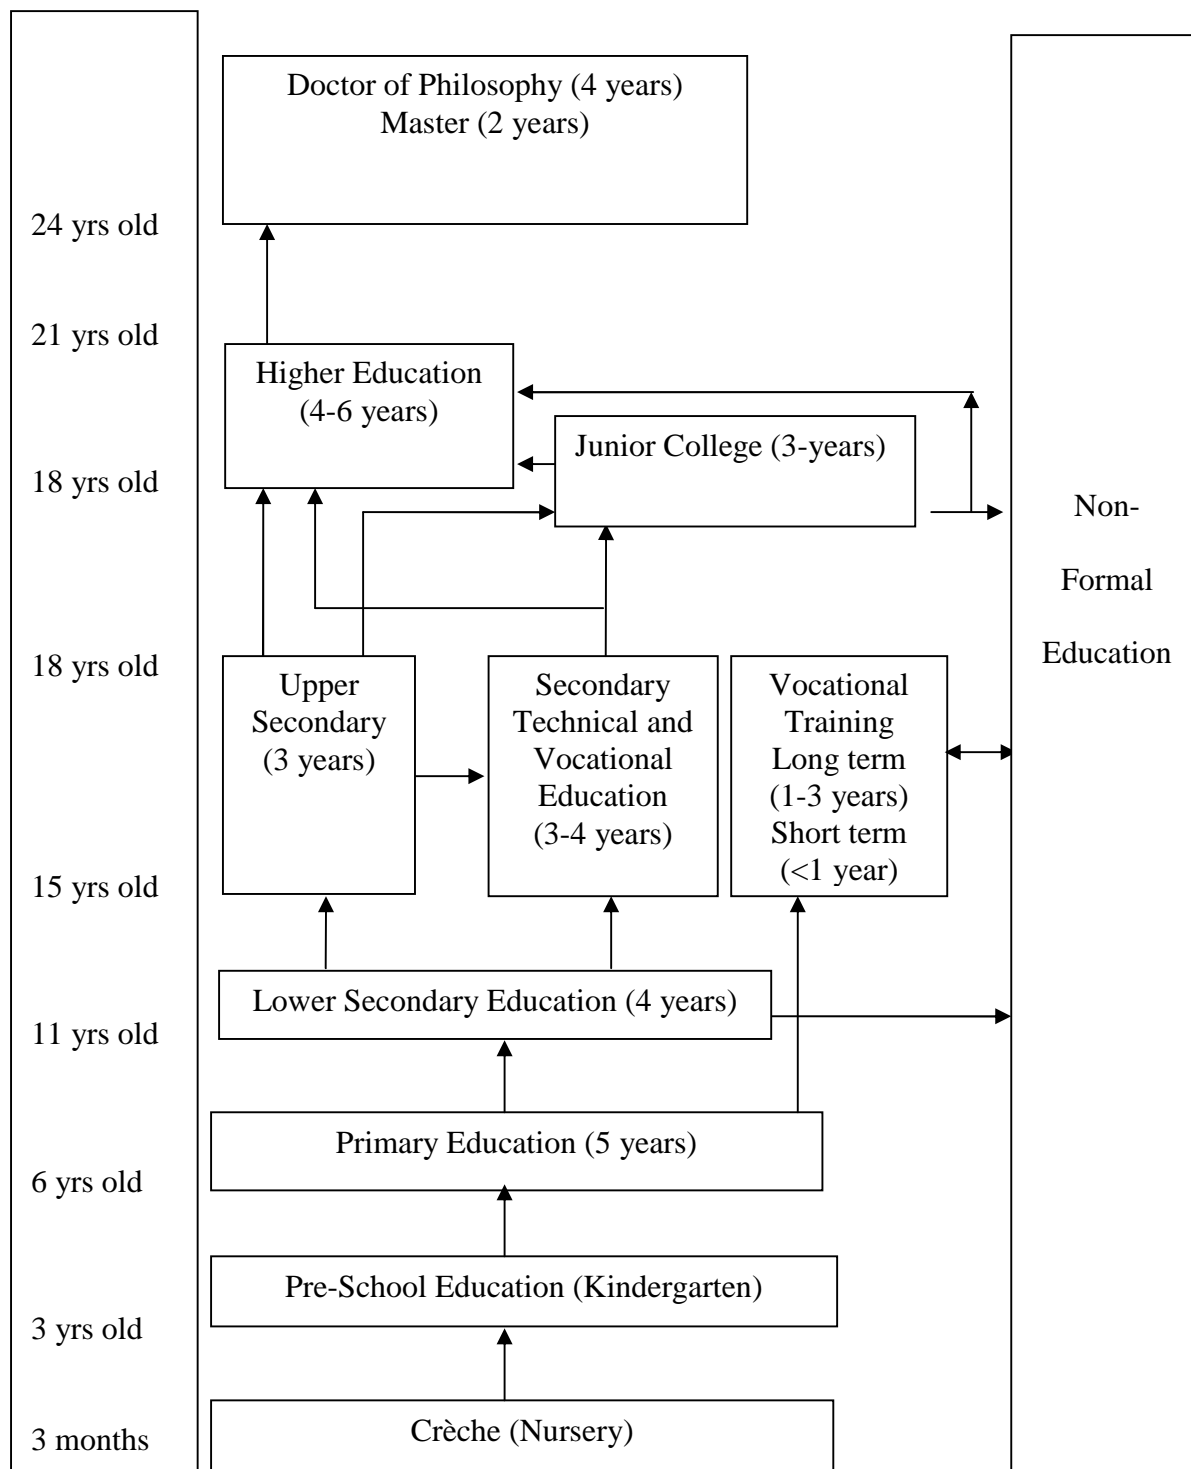 Doctor of Philosophy (4 years)
Master (2 years)
24 yrs old
21 yrs old
Higher Education
(4-6 years)
Junior College (3-years)
18 yrs old
Non-
Formal
Education
18 yrs old
Upper
Secondary
(3 years)
Secondary
Technical and
Vocational
Education
(3-4 years)
Vocational
Training
Long term
(1-3 years)
Short term
(<1 year)
15 yrs old
Lower Secondary Education (4 years)
11 yrs old
Primary Education (5 years)
6 yrs old
Pre-School Education (Kindergarten)
3 yrs old
Crèche (Nursery)
3 months